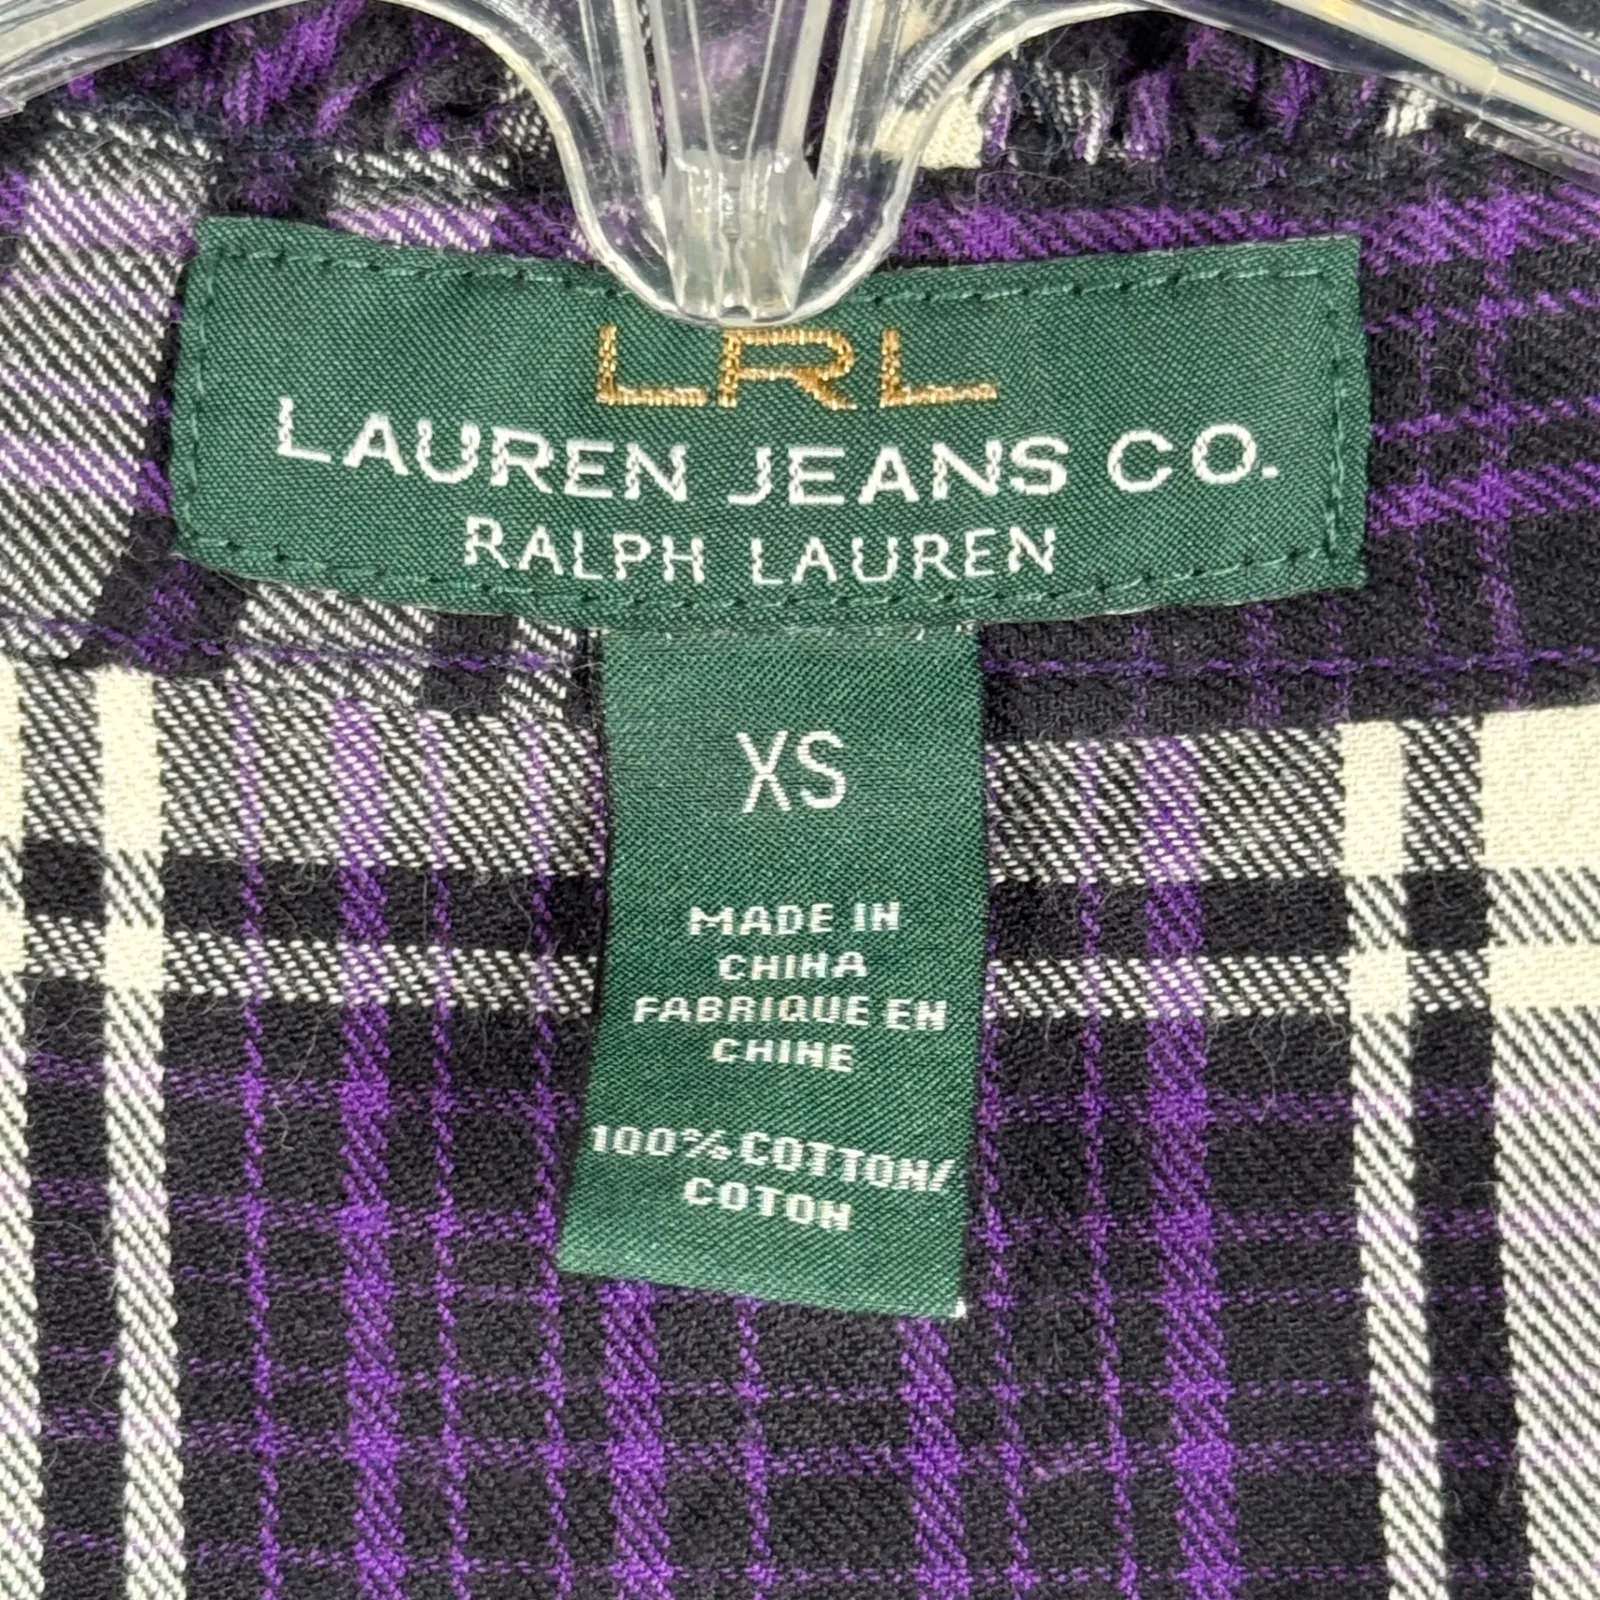 LRL
LAUREN JEANS CO.
RALPH LAUREN
XS
MADE IN
CHINA
FABRIQUE EN
CHINE
100% COTTON/
COTON